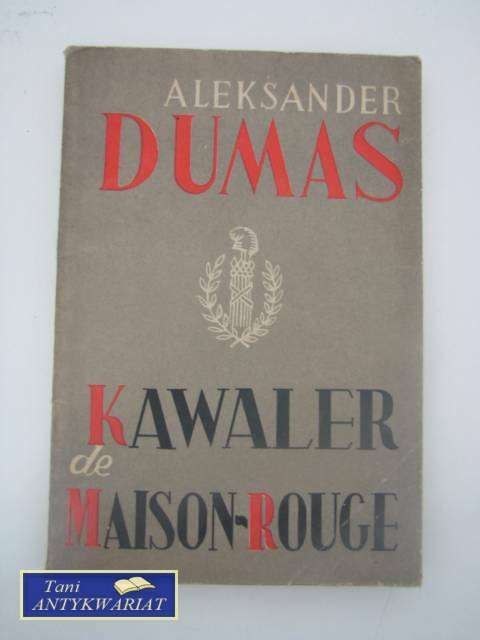 ALEKSANDER
DUMAS
KAWALER
de
MAISON-ROUGE
Tani
ANTYKWARIAT